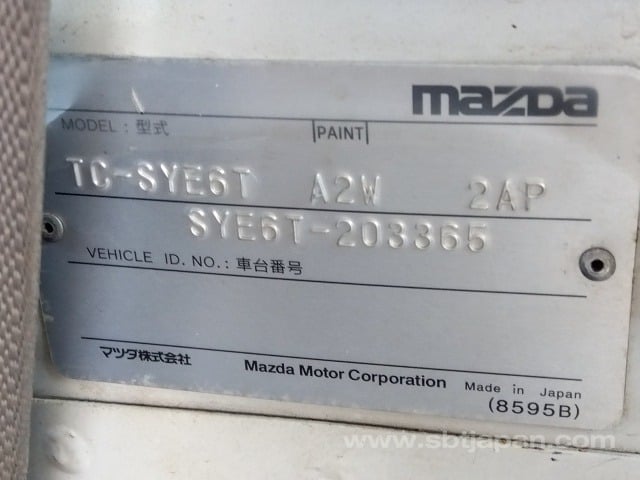 mazda
MODEL : 型式 PAINT
TC-SYE6T A2W 2AP
SYE6T-203365
VEHICLE ID. NO. : 車台番号
マツダ株式会社 Mazda Motor Corporation Made in Japan
(8595B)
www.sbtjapan.com